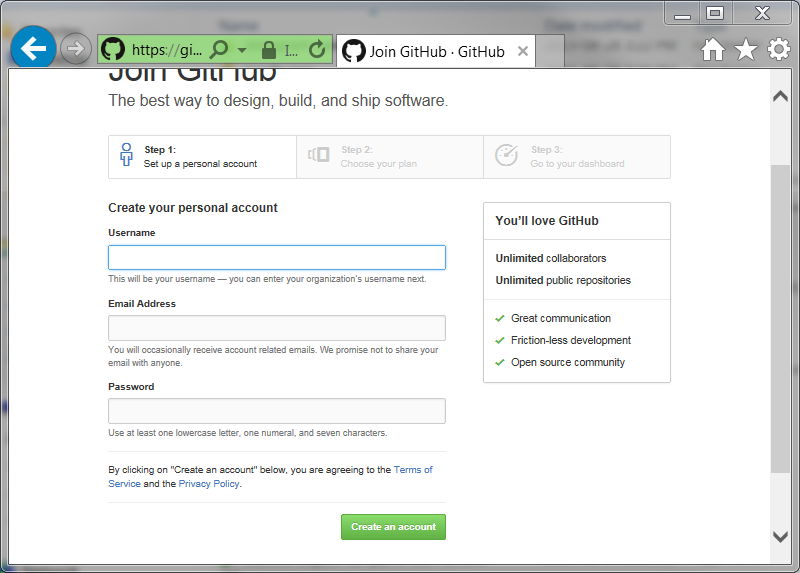 https://gi...
I...
Join GitHub · GitHub
Join GitHub
The best way to design, build, and ship software.
Step 1:
Set up a personal account
Step 2:
Choose your plan
Step 3:
Go to your dashboard
Create your personal account
Username
This will be your username — you can enter your organization's username next.
Email Address
You will occasionally receive account related emails. We promise not to share your
email with anyone.
Password
Use at least one lowercase letter, one numeral, and seven characters.
By clicking on "Create an account" below, you are agreeing to the Terms of
Service and the Privacy Policy.
Create an account
You'll love GitHub
Unlimited collaborators
Unlimited public repositories
Great communication
Friction-less development
Open source community